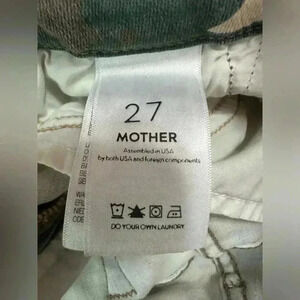 27
MOTHER
Assembled in USA
by both USA and foreign components
DO YOUR OWN LAUNDRY